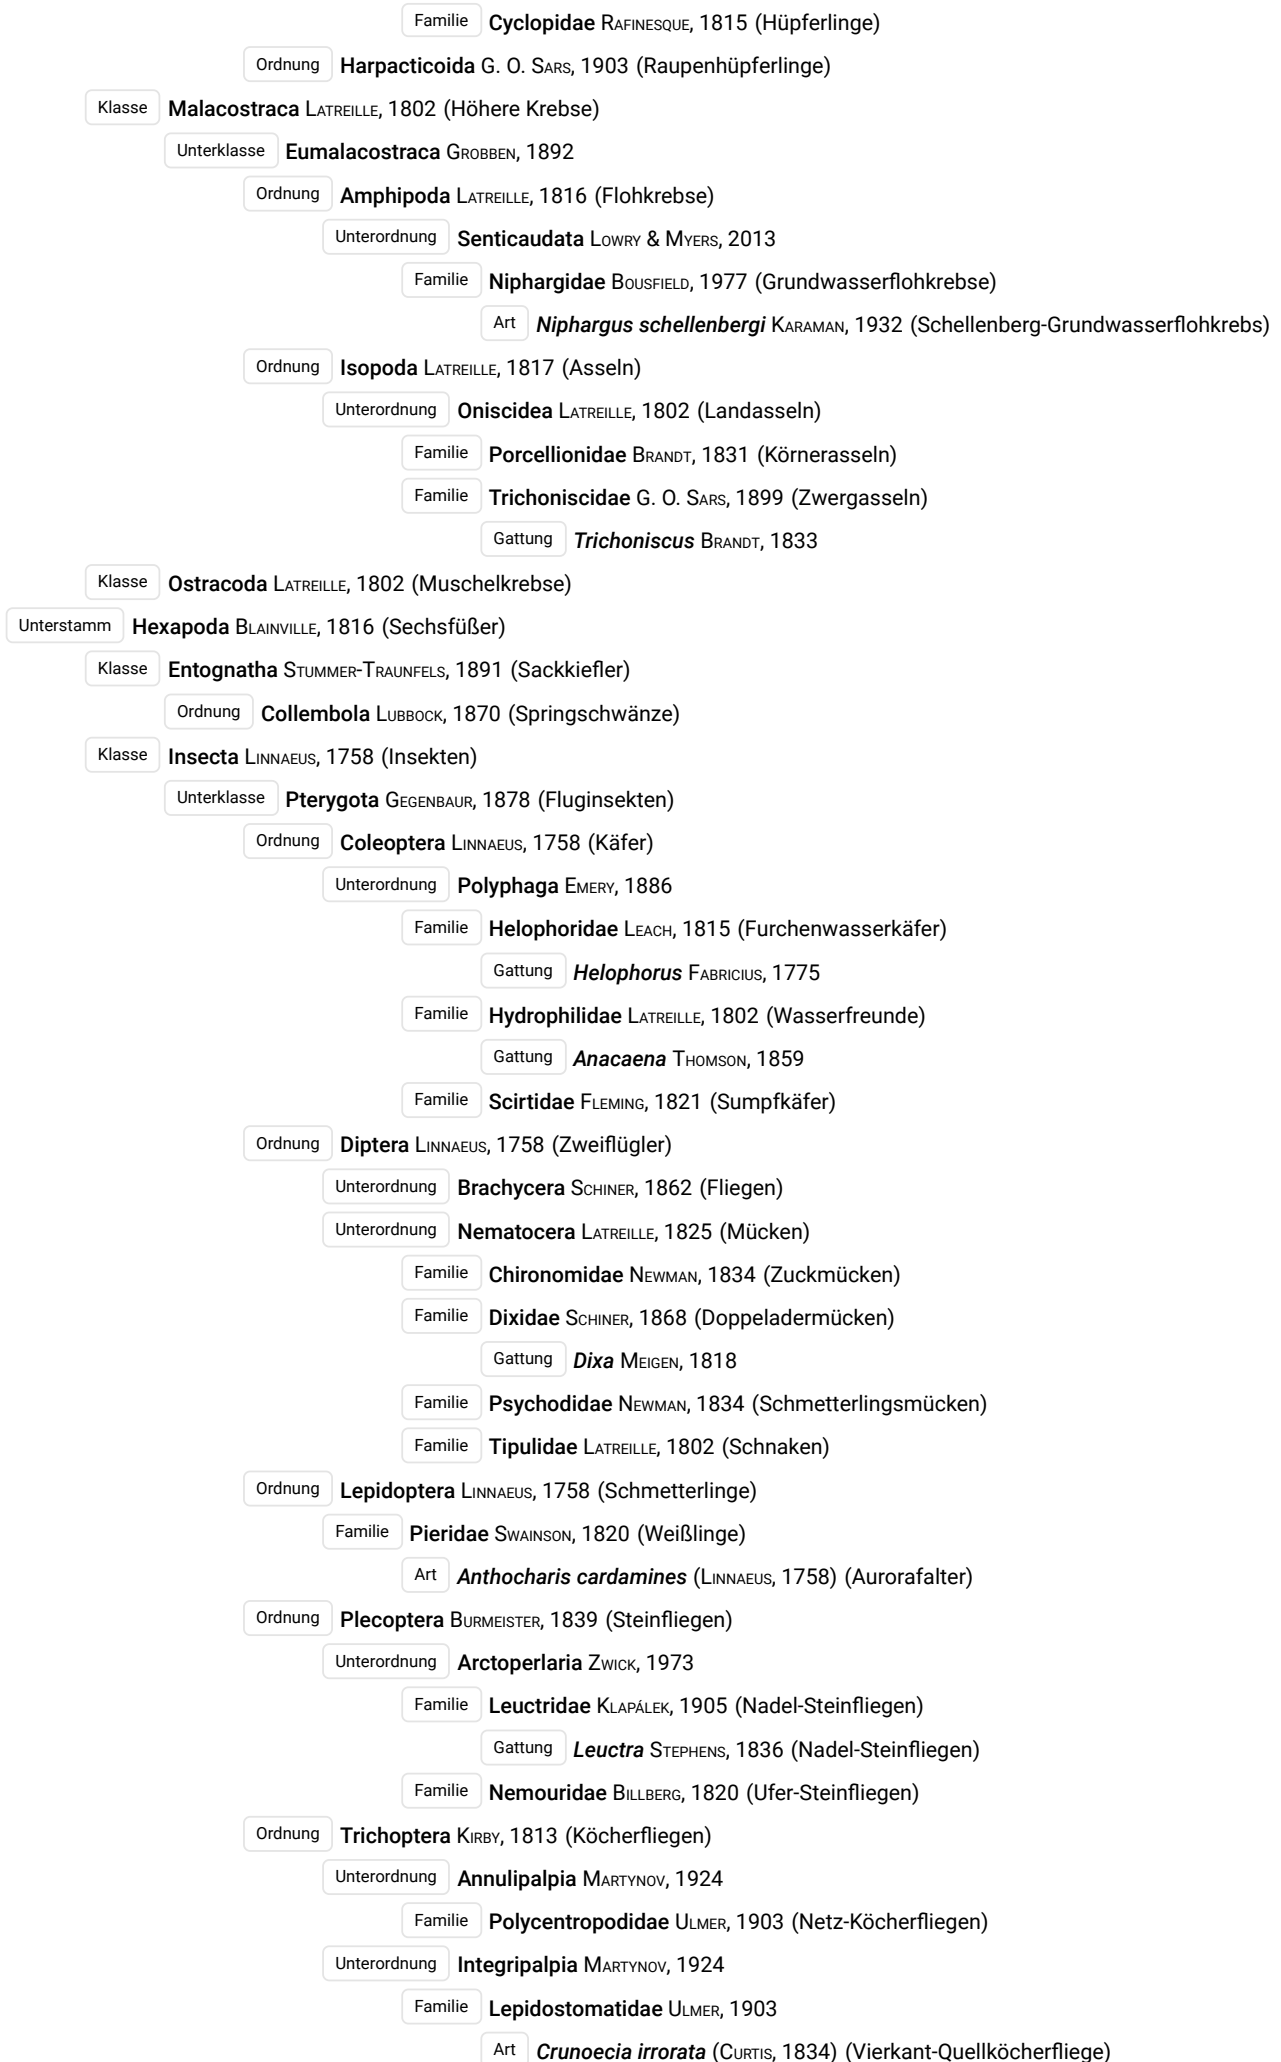 Familie Cyclopidae Rafinesque, 1815 (Hüpferlinge)
Ordnung Harpacticoida G. O. Sars, 1903 (Raupenhüpferlinge)
Klasse Malacostraca Latreille, 1802 (Höhere Krebse)
Unterklasse Eumalacostraca Grobben, 1892
Ordnung Amphipoda Latreille, 1816 (Flohkrebse)
Unterordnung Senticaudata Lowry & Myers, 2013
Familie Niphargidae Bousfield, 1977 (Grundwasserflohkrebse)
Art Niphargus schellenbergi Karaman, 1932 (Schellenberg-Grundwasserflohkrebs)
Ordnung Isopoda Latreille, 1817 (Asseln)
Unterordnung Oniscidea Latreille, 1802 (Landasseln)
Familie Porcellionidae Brandt, 1831 (Körnerasseln)
Familie Trichoniscidae G. O. Sars, 1899 (Zwergasseln)
Gattung Trichoniscus Brandt, 1833
Klasse Ostracoda Latreille, 1802 (Muschelkrebse)
Unterstamm Hexapoda Blainville, 1816 (Sechsfüßer)
Klasse Entognatha Stummer-Traunfels, 1891 (Sackkiefler)
Ordnung Collembola Lubbock, 1870 (Springschwänze)
Klasse Insecta Linnaeus, 1758 (Insekten)
Unterklasse Pterygota Gegenbaur, 1878 (Fluginsekten)
Ordnung Coleoptera Linnaeus, 1758 (Käfer)
Unterordnung Polyphaga Emery, 1886
Familie Helophoridae Leach, 1815 (Furchenwasserkäfer)
Gattung Helophorus Fabricius, 1775
Familie Hydrophilidae Latreille, 1802 (Wasserfreunde)
Gattung Anacaena Thomson, 1859
Familie Scirtidae Fleming, 1821 (Sumpfkäfer)
Ordnung Diptera Linnaeus, 1758 (Zweiflügler)
Unterordnung Brachycera Schiner, 1862 (Fliegen)
Unterordnung Nematocera Latreille, 1825 (Mücken)
Familie Chironomidae Newman, 1834 (Zuckmücken)
Familie Dixidae Schiner, 1868 (Doppeladermücken)
Gattung Dixa Meigen, 1818
Familie Psychodidae Newman, 1834 (Schmetterlingsmücken)
Familie Tipulidae Latreille, 1802 (Schnaken)
Ordnung Lepidoptera Linnaeus, 1758 (Schmetterlinge)
Familie Pieridae Swainson, 1820 (Weißlinge)
Art Anthocharis cardamines (Linnaeus, 1758) (Aurorafalter)
Ordnung Plecoptera Burmeister, 1839 (Steinfliegen)
Unterordnung Arctoperlaria Zwick, 1973
Familie Leuctridae Klapálek, 1905 (Nadel-Steinfliegen)
Gattung Leuctra Stephens, 1836 (Nadel-Steinfliegen)
Familie Nemouridae Billberg, 1820 (Ufer-Steinfliegen)
Ordnung Trichoptera Kirby, 1813 (Köcherfliegen)
Unterordnung Annulipalpia Martynov, 1924
Familie Polycentropodidae Ulmer, 1903 (Netz-Köcherfliegen)
Unterordnung Integripalpia Martynov, 1924
Familie Lepidostomatidae Ulmer, 1903
Art Crunoecia irrorata (Curtis, 1834) (Vierkant-Quellköcherfliege)